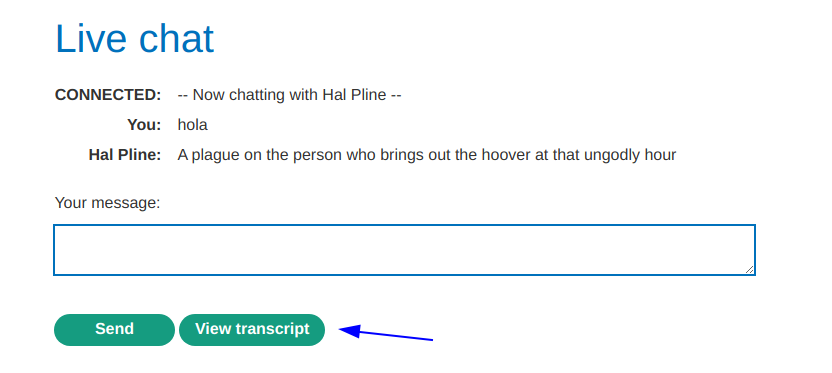 Live chat
CONNECTED: -- Now chatting with Hal Pline --
You: hola
Hal Pline: A plague on the person who brings out the hoover at that ungodly hour
Your message:
Send View transcript